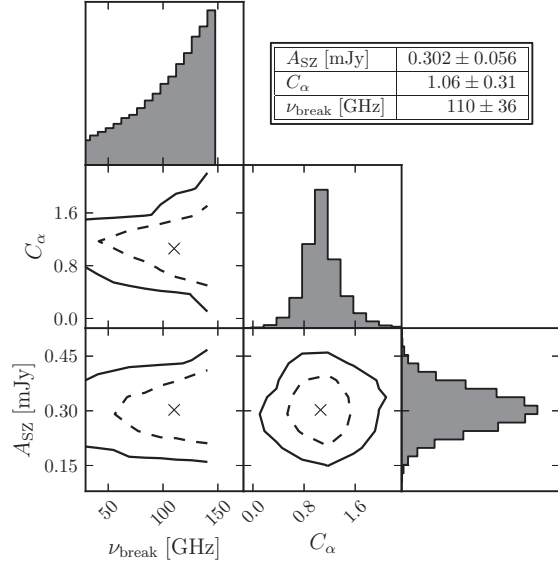 A_SZ [mJy] 0.302 ± 0.056
C_α 1.06 ± 0.31
ν_break [GHz] 110 ± 36
1.6
0.8
0.0
C_α
0.45
0.30
0.15
A_SZ [mJy]
50 100 150
0.0 0.8 1.6
ν_break [GHz]
C_α